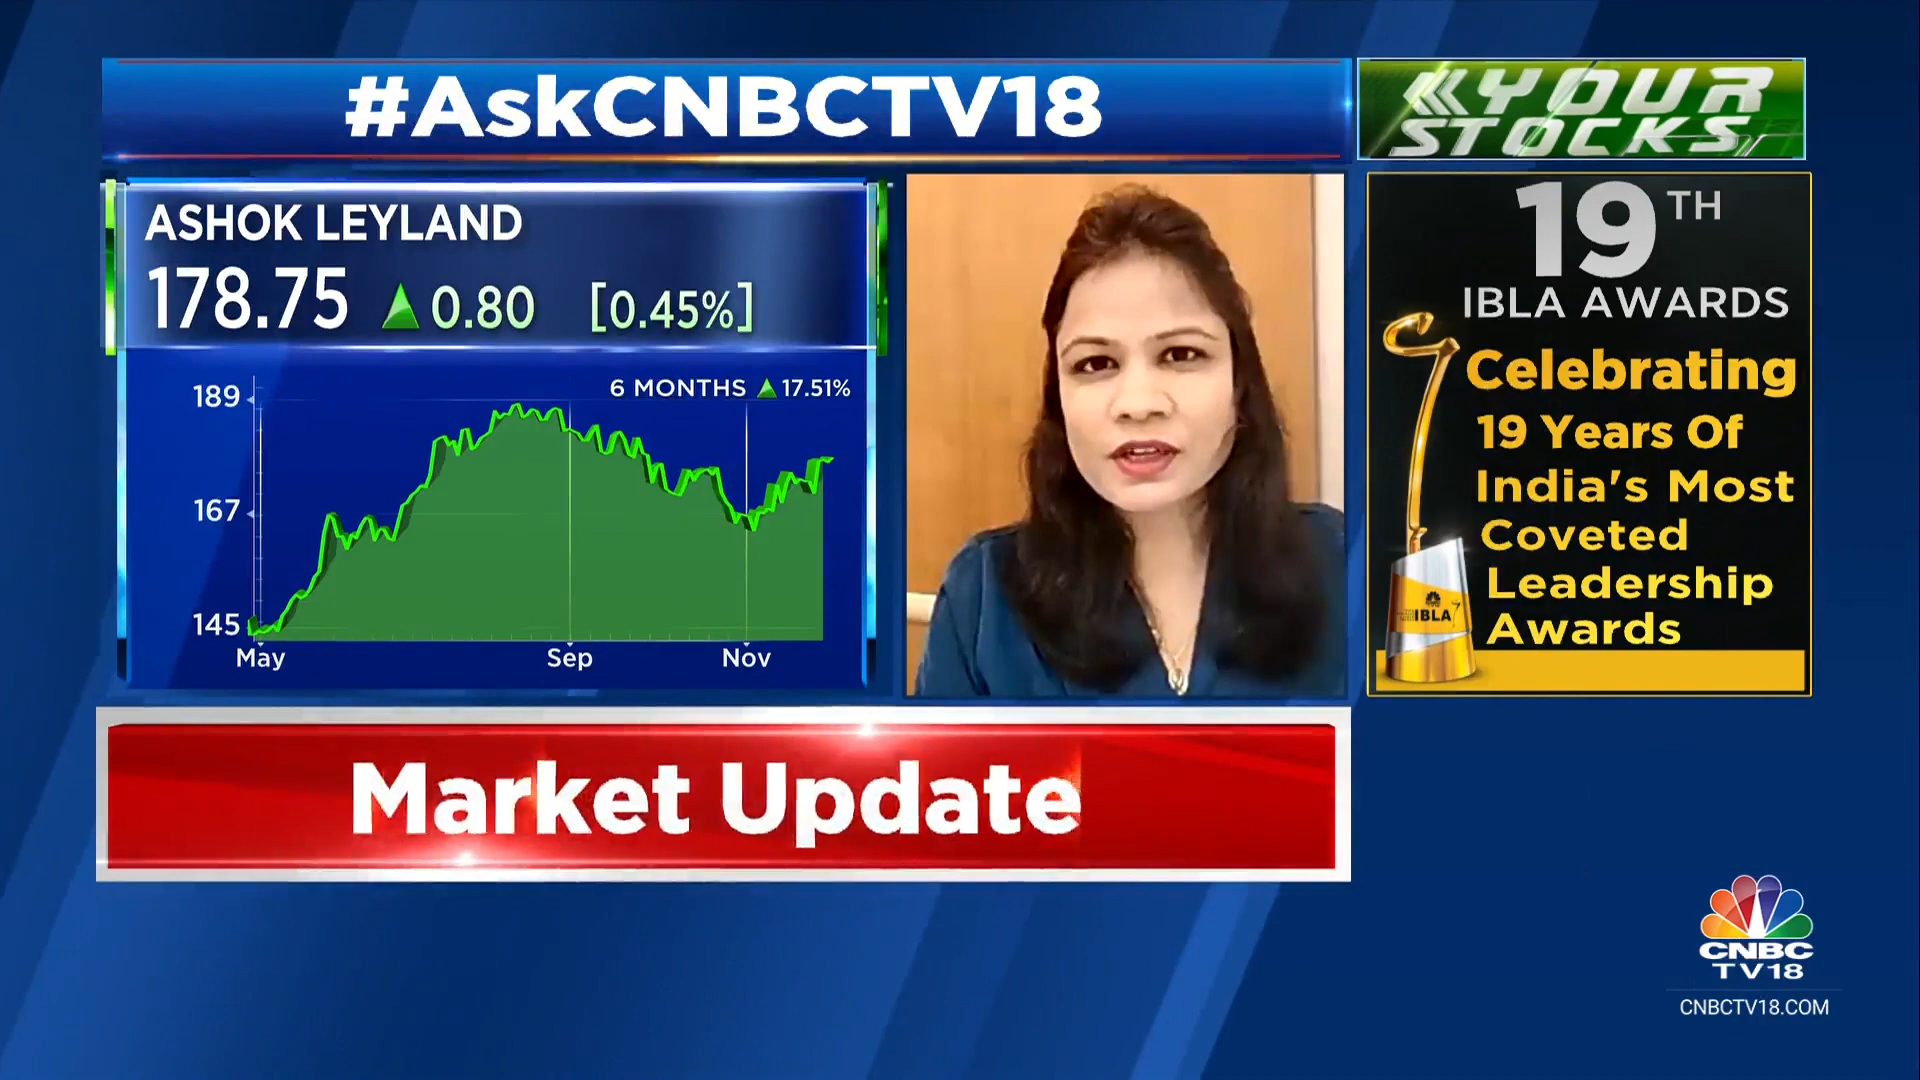 #AskCNBCTV18
YOUR
STOCKS
ASHOK LEYLAND
178.75 ▲ 0.80 [0.45%]
6 MONTHS ▲ 17.51%
189
167
145
May Sep Nov
19TH
IBLA AWARDS
Celebrating
19 Years Of
India's Most
Coveted
Leadership
Awards
IBLA
Market Update
CNBC
TV18
CNBCTV18.COM